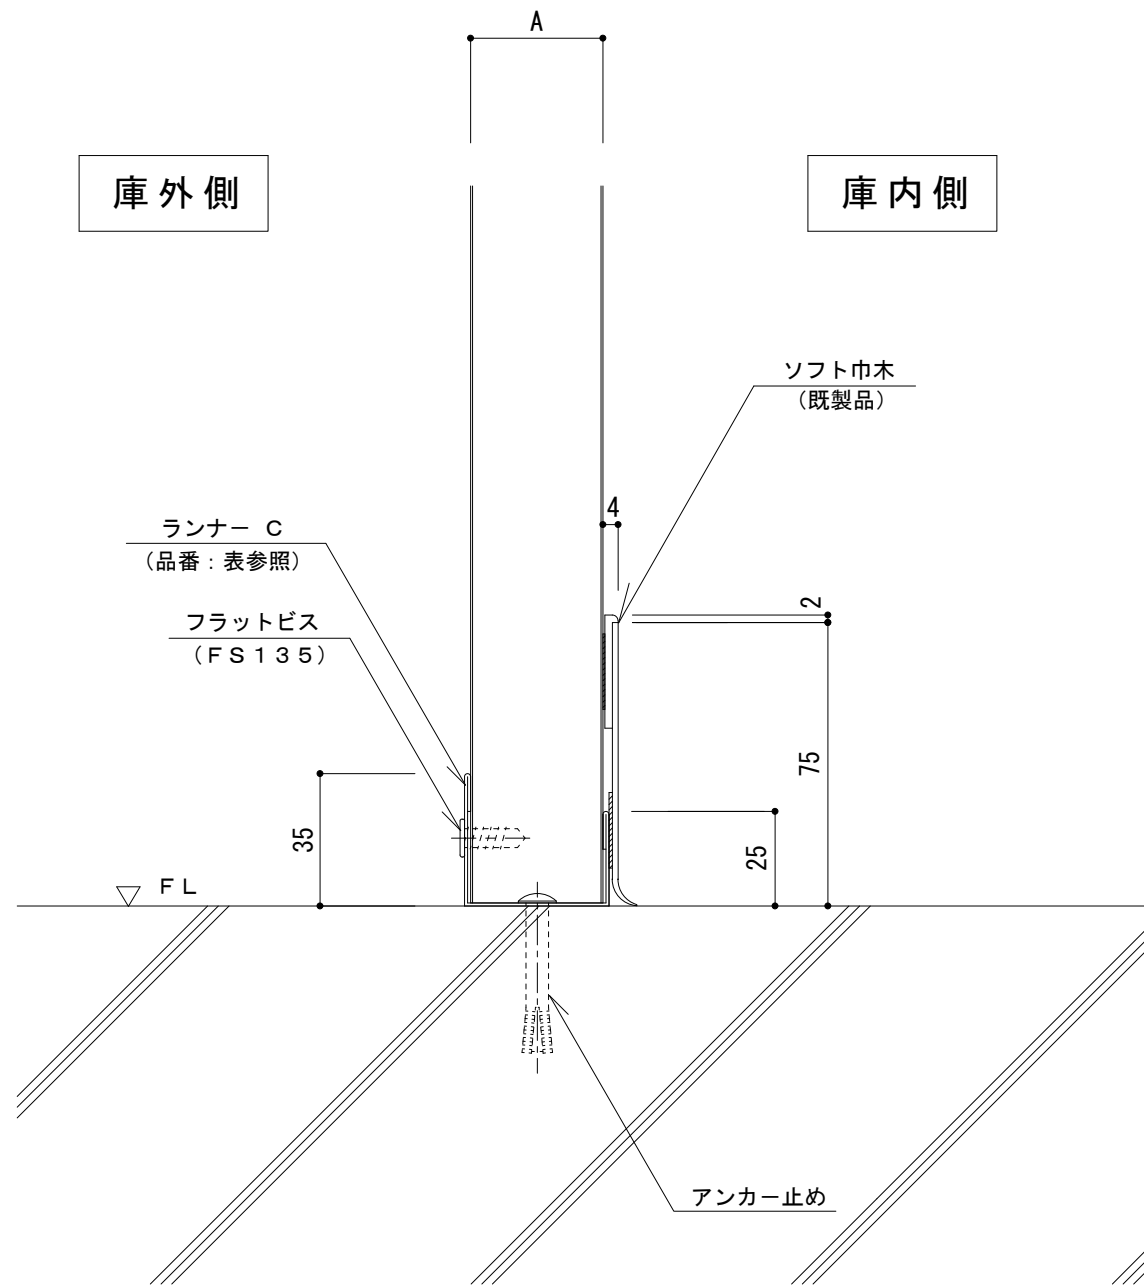 A
庫外側
庫内側
ソフト巾木
（既製品）
4
ランナー C
（品番：表参照）
2
フラットビス
（FS135）
75
35
25
FL
アンカー止め